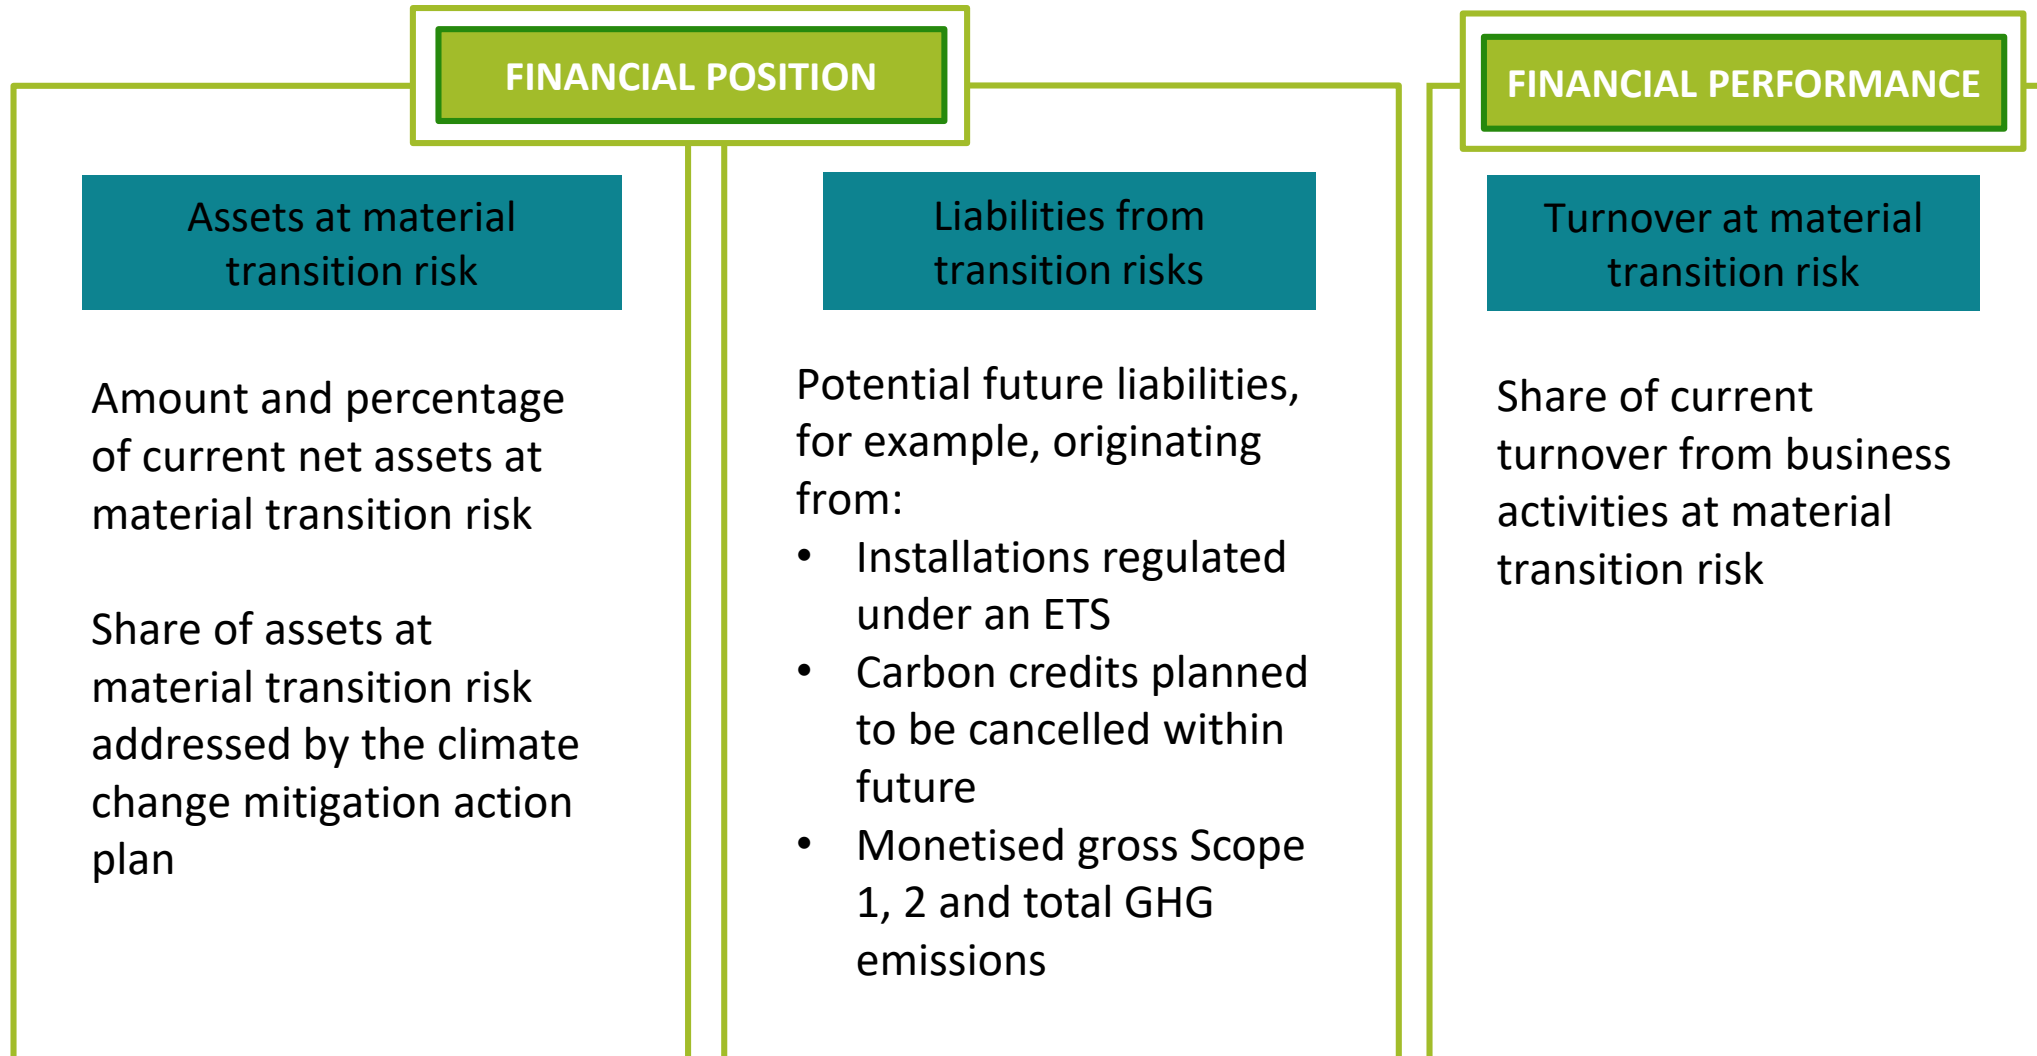 FINANCIAL POSITION
Assets at material
transition risk
Amount and percentage
of current net assets at
material transition risk
Share of assets at
material transition risk
addressed by the climate
change mitigation action
plan
Liabilities from
transition risks
Potential future liabilities,
for example, originating
from:
• Installations regulated
under an ETS
• Carbon credits planned
to be cancelled within
future
• Monetised gross Scope
1, 2 and total GHG
emissions
FINANCIAL PERFORMANCE
Turnover at material
transition risk
Share of current
turnover from business
activities at material
transition risk